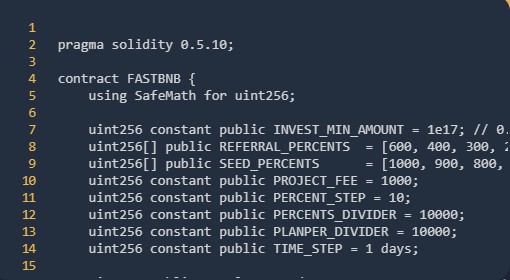 1
2 pragma solidity 0.5.10;
3
4 contract FASTBNB {
5 using SafeMath for uint256;
6
7 uint256 constant public INVEST_MIN_AMOUNT = 1e17; // 0.
8 uint256[] public REFERRAL_PERCENTS = [600, 400, 300,
9 uint256[] public SEED_PERCENTS = [1000, 900, 800,
10 uint256 constant public PROJECT_FEE = 1000;
11 uint256 constant public PERCENT_STEP = 10;
12 uint256 constant public PERCENTS_DIVIDER = 10000;
13 uint256 constant public PLANPER_DIVIDER = 10000;
14 uint256 constant public TIME_STEP = 1 days;
15